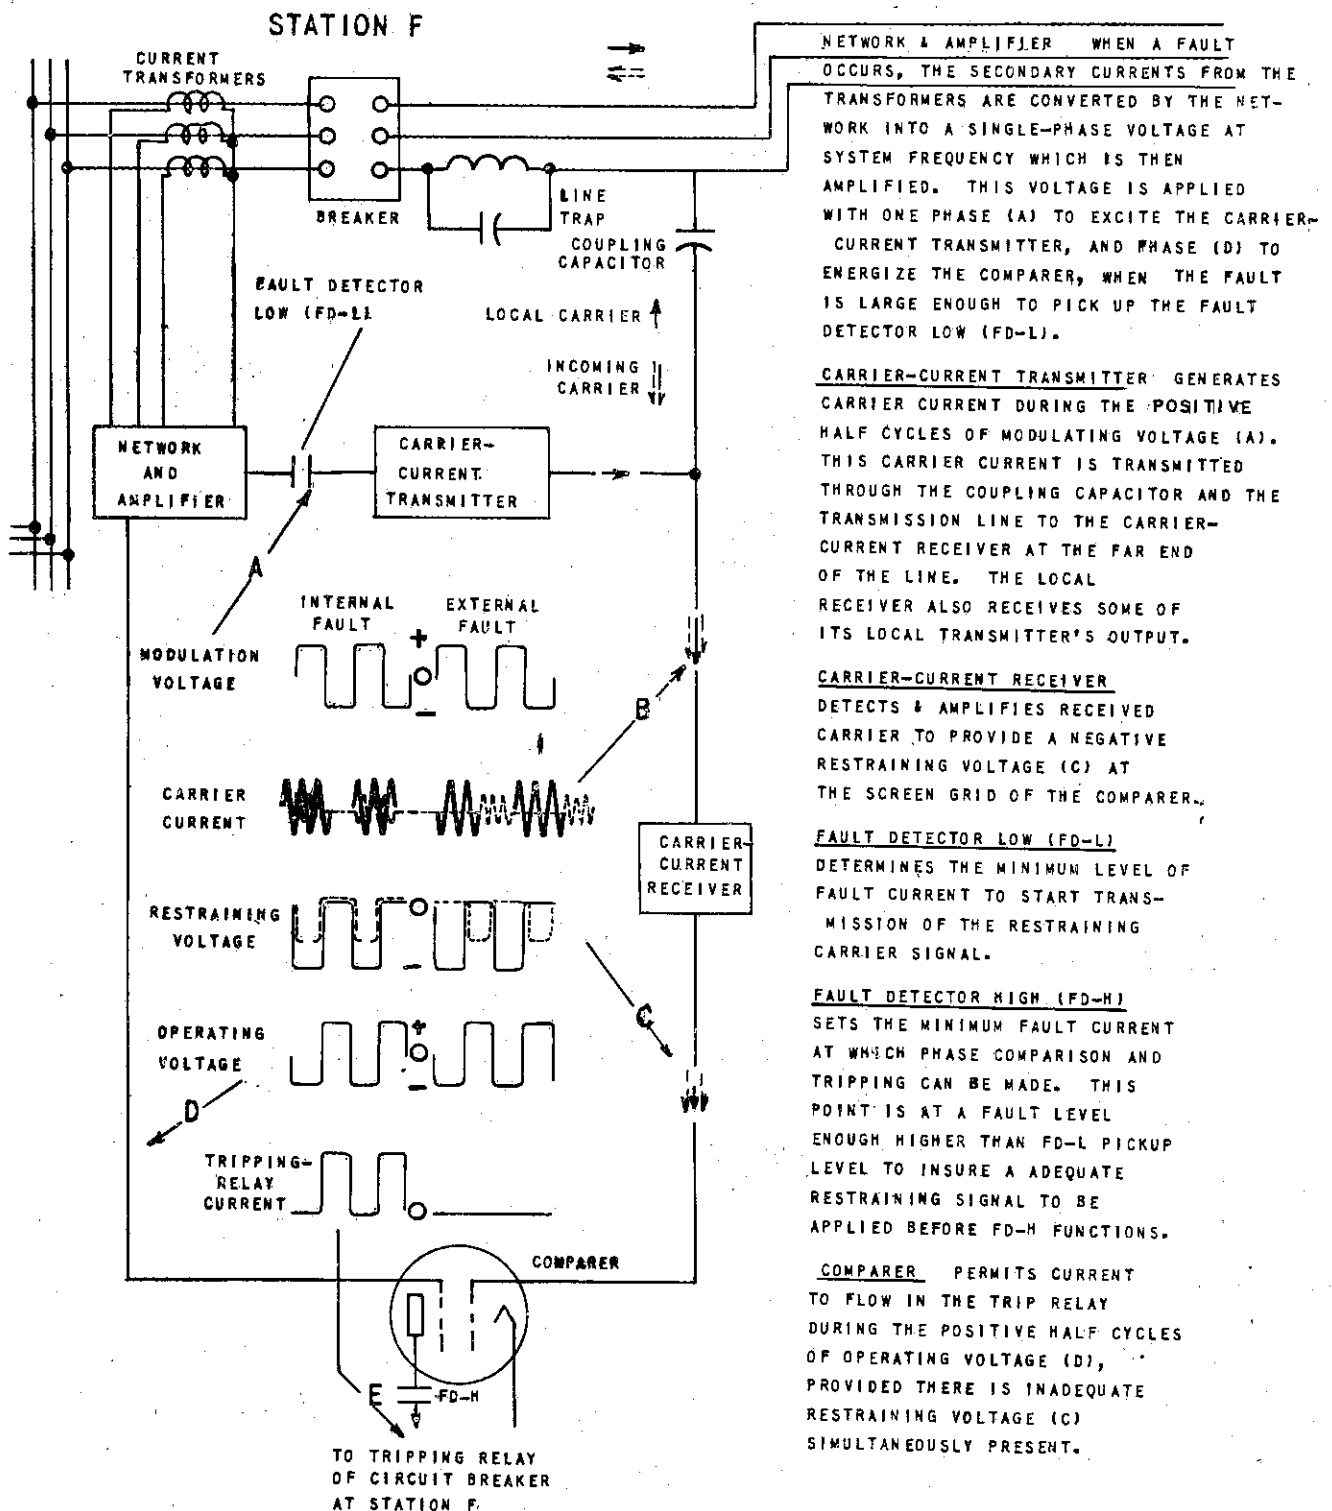 STATION F
CURRENT
TRANSFORMERS
BREAKER
LINE
TRAP
COUPLING
CAPACITOR
FAULT DETECTOR
LOW (FD-L)
LOCAL CARRIER
INCOMING
CARRIER
NETWORK
AND
AMPLIFIER
CARRIER-
CURRENT
TRANSMITTER
A
INTERNAL
FAULT
EXTERNAL
FAULT
+
O
-
MODULATION
VOLTAGE
B
CARRIER
CURRENT
CARRIER-
CURRENT
RECEIVER
RESTRAINING
VOLTAGE
O
-
C
OPERATING
VOLTAGE
+
O
-
D
TRIPPING-
RELAY
CURRENT
O
COMPARER
E
FD-H
TO TRIPPING RELAY
OF CIRCUIT BREAKER
AT STATION F.
NETWORK & AMPLIFIER WHEN A FAULT
OCCURS, THE SECONDARY CURRENTS FROM THE
TRANSFORMERS ARE CONVERTED BY THE NET-
WORK INTO A SINGLE-PHASE VOLTAGE AT
SYSTEM FREQUENCY WHICH IS THEN
AMPLIFIED. THIS VOLTAGE IS APPLIED
WITH ONE PHASE (A) TO EXCITE THE CARRIER-
CURRENT TRANSMITTER, AND PHASE (D) TO
ENERGIZE THE COMPARER, WHEN THE FAULT
IS LARGE ENOUGH TO PICK UP THE FAULT
DETECTOR LOW (FD-L).
CARRIER-CURRENT TRANSMITTER GENERATES
CARRIER CURRENT DURING THE POSITIVE
HALF CYCLES OF MODULATING VOLTAGE (A).
THIS CARRIER CURRENT IS TRANSMITTED
THROUGH THE COUPLING CAPACITOR AND THE
TRANSMISSION LINE TO THE CARRIER-
CURRENT RECEIVER AT THE FAR END
OF THE LINE. THE LOCAL
RECEIVER ALSO RECEIVES SOME OF
ITS LOCAL TRANSMITTER'S OUTPUT.
CARRIER-CURRENT RECEIVER
DETECTS & AMPLIFIES RECEIVED
CARRIER TO PROVIDE A NEGATIVE
RESTRAINING VOLTAGE (C) AT
THE SCREEN GRID OF THE COMPARER.
FAULT DETECTOR LOW (FD-L)
DETERMINES THE MINIMUM LEVEL OF
FAULT CURRENT TO START TRANS-
MISSION OF THE RESTRAINING
CARRIER SIGNAL.
FAULT DETECTOR HIGH (FD-H)
SETS THE MINIMUM FAULT CURRENT
AT WHICH PHASE COMPARISON AND
TRIPPING CAN BE MADE. THIS
POINT IS AT A FAULT LEVEL
ENOUGH HIGHER THAN FD-L PICKUP
LEVEL TO INSURE A ADEQUATE
RESTRAINING SIGNAL TO BE
APPLIED BEFORE FD-H FUNCTIONS.
COMPARER PERMITS CURRENT
TO FLOW IN THE TRIP RELAY
DURING THE POSITIVE HALF CYCLES
OF OPERATING VOLTAGE (D),
PROVIDED THERE IS INADEQUATE
RESTRAINING VOLTAGE (C)
SIMULTANEOUSLY PRESENT.